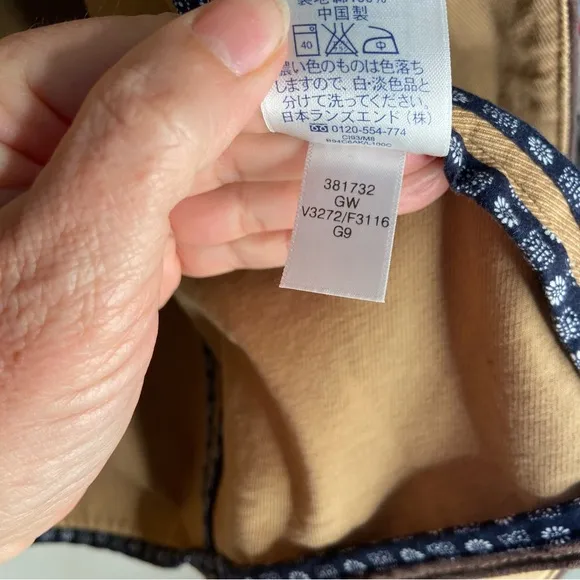 中国製
40
濃い色のものは色落ち
しますので、白・淡色品と
分けて洗ってください。
日本ランズエンド（株）
0120-554-774
381732
GW
V3272/F3116
G9